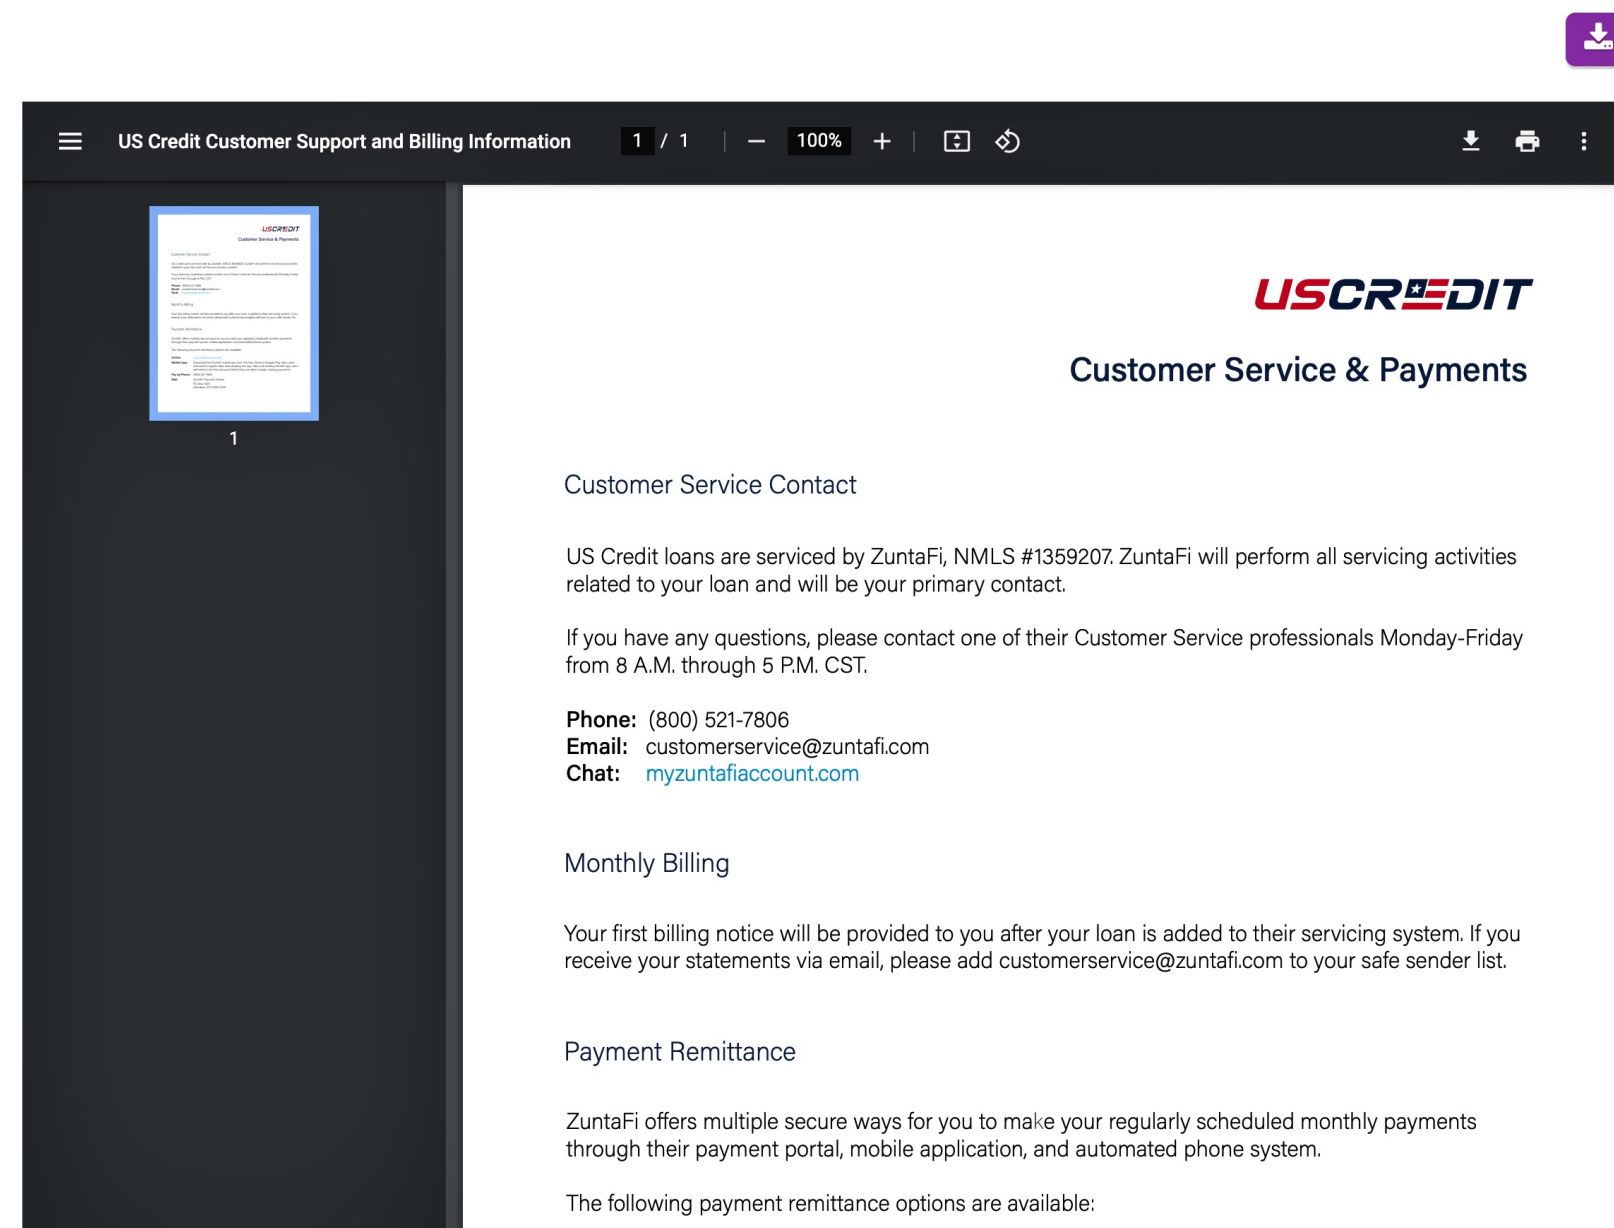 US Credit Customer Support and Billing Information
1 / 1
100%
1
USCREDIT
Customer Service & Payments
Customer Service Contact
US Credit loans are serviced by ZuntaFi, NMLS #1359207. ZuntaFi will perform all servicing activities
related to your loan and will be your primary contact.
If you have any questions, please contact one of their Customer Service professionals Monday-Friday
from 8 A.M. through 5 P.M. CST.
Phone: (800) 521-7806
Email: customerservice@zuntafi.com
Chat: myzuntafiaccount.com
Monthly Billing
Your first billing notice will be provided to you after your loan is added to their servicing system. If you
receive your statements via email, please add customerservice@zuntafi.com to your safe sender list.
Payment Remittance
ZuntaFi offers multiple secure ways for you to make your regularly scheduled monthly payments
through their payment portal, mobile application, and automated phone system.
The following payment remittance options are available: